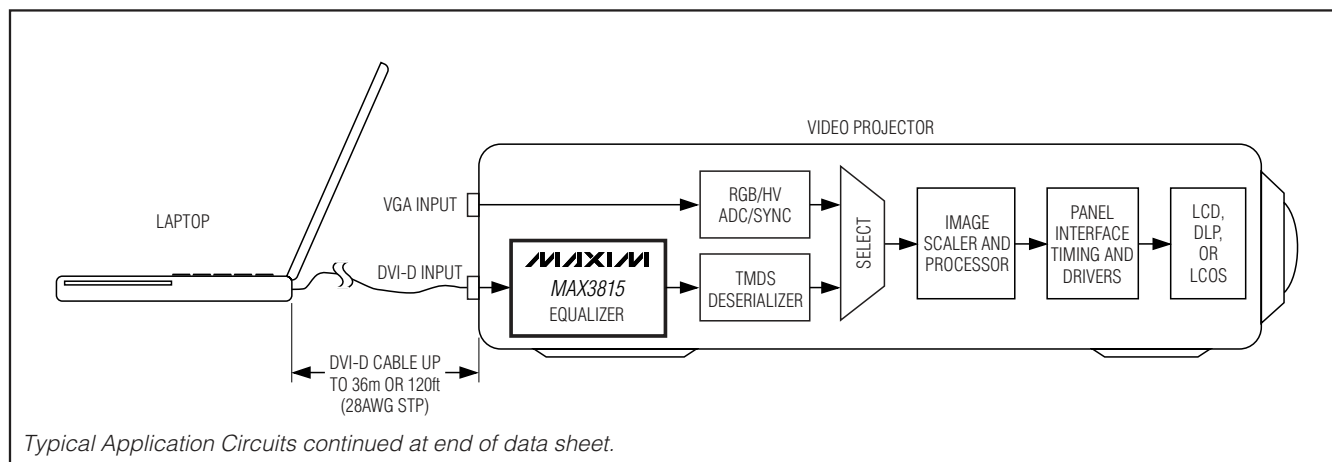 VIDEO PROJECTOR
LAPTOP
VGA INPUT
RGB/HV
ADC/SYNC
SELECT
IMAGE
SCALER AND
PROCESSOR
PANEL
INTERFACE
TIMING AND
DRIVERS
LCD,
DLP,
OR
LCOS
DVI-D INPUT
MAXIM
MAX3815
EQUALIZER
TMDS
DESERIALIZER
DVI-D CABLE UP
TO 36m OR 120ft
(28AWG STP)
Typical Application Circuits continued at end of data sheet.